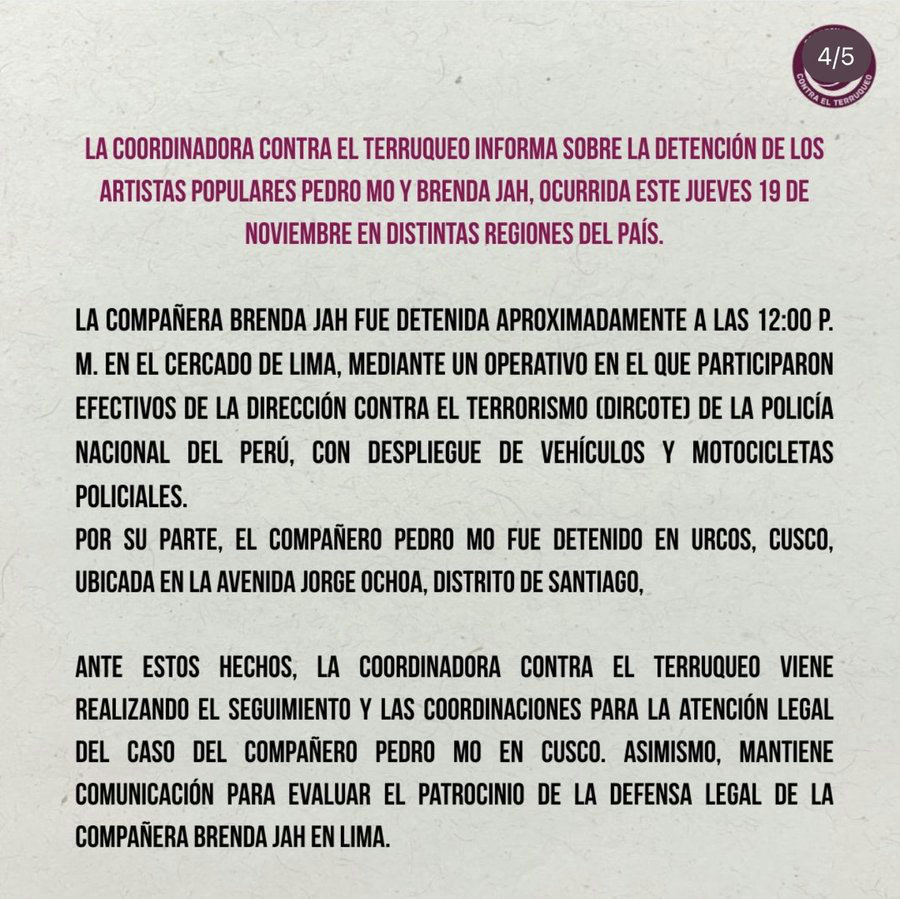 4/5
CONTRA EL TERRUQUEO
LA COORDINADORA CONTRA EL TERRUQUEO INFORMA SOBRE LA DETENCIÓN DE LOS
ARTISTAS POPULARES PEDRO MO Y BRENDA JAH, OCURRIDA ESTE JUEVES 19 DE
NOVIEMBRE EN DISTINTAS REGIONES DEL PAÍS.
LA COMPAÑERA BRENDA JAH FUE DETENIDA APROXIMADAMENTE A LAS 12:00 P.
M. EN EL CERCADO DE LIMA, MEDIANTE UN OPERATIVO EN EL QUE PARTICIPARON
EFECTIVOS DE LA DIRECCIÓN CONTRA EL TERRORISMO (DIRCOTE) DE LA POLICÍA
NACIONAL DEL PERÚ, CON DESPLIEGUE DE VEHÍCULOS Y MOTOCICLETAS
POLICIALES.
POR SU PARTE, EL COMPAÑERO PEDRO MO FUE DETENIDO EN URCOS, CUSCO,
UBICADA EN LA AVENIDA JORGE OCHOA, DISTRITO DE SANTIAGO,
ANTE ESTOS HECHOS, LA COORDINADORA CONTRA EL TERRUQUEO VIENE
REALIZANDO EL SEGUIMIENTO Y LAS COORDINACIONES PARA LA ATENCIÓN LEGAL
DEL CASO DEL COMPAÑERO PEDRO MO EN CUSCO. ASIMISMO, MANTIENE
COMUNICACIÓN PARA EVALUAR EL PATROCINIO DE LA DEFENSA LEGAL DE LA
COMPAÑERA BRENDA JAH EN LIMA.